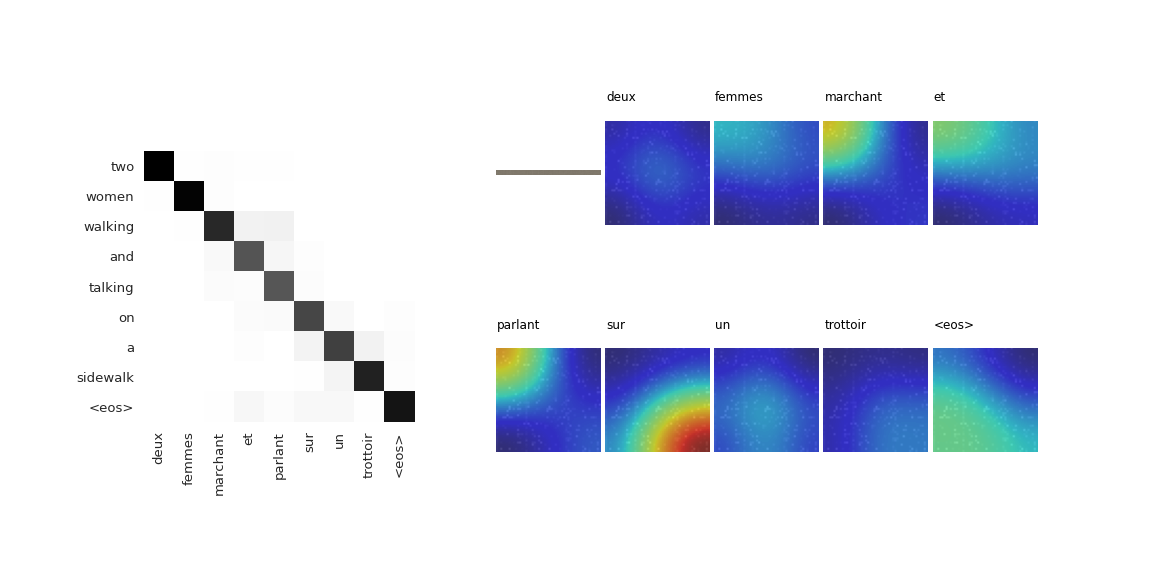 two
women
walking
and
talking
on
a
sidewalk
<eos>
deux femmes marchant et parlant sur un trottoir <eos>
deux femmes marchant et
parlant sur un trottoir <eos>